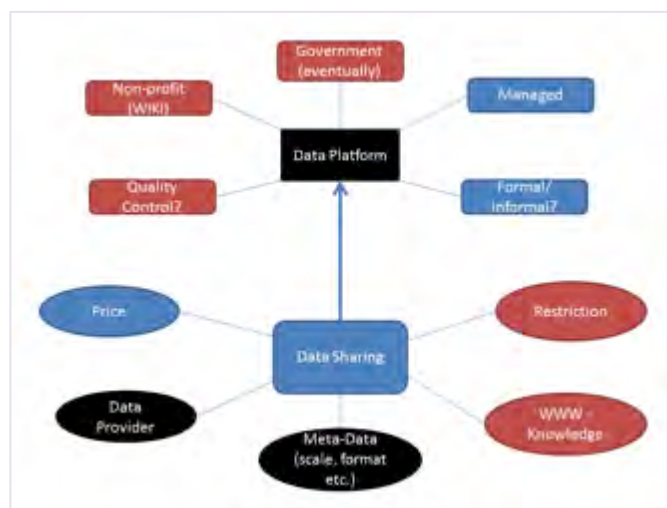 Government
(eventually)
Non-profit
(WIKI)
Managed
Data Platform
Quality
Control?
Formal/
Informal?
Price
Restriction
Data Sharing
Data
Provider
WWW -
Knowledge
Meta-Data
(scale, format
etc.)